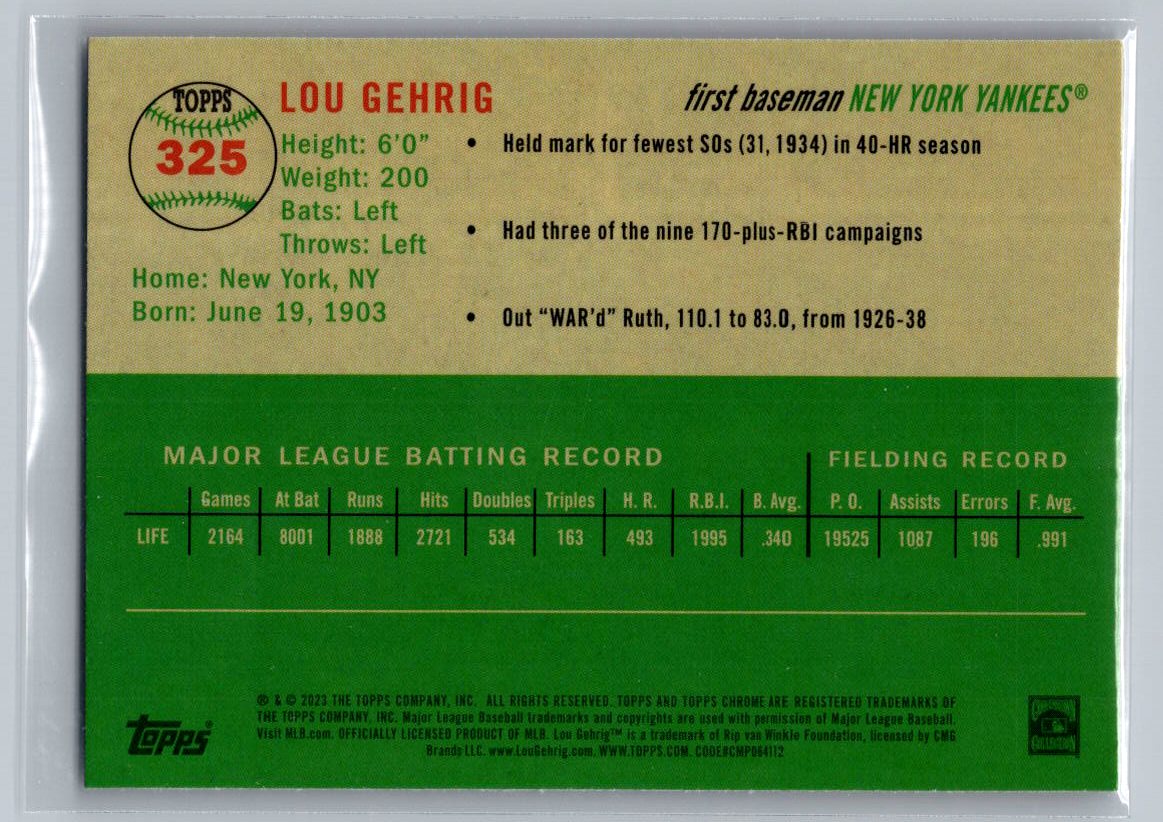 TOPPS
325
LOU GEHRIG
first baseman NEW YORK YANKEES®
Height: 6'0"
Weight: 200
Bats: Left
Throws: Left
Home: New York, NY
Born: June 19, 1903
• Held mark for fewest SOs (31, 1934) in 40-HR season
• Had three of the nine 170-plus-RBI campaigns
• Out “WAR’d” Ruth, 110.1 to 83.0, from 1926-38
MAJOR LEAGUE BATTING RECORD FIELDING RECORD
Games At Bat Runs Hits Doubles Triples H. R. R.B.I. B. Avg. P. O. Assists Errors F. Avg.
LIFE 2164 8001 1888 2721 534 163 493 1995 .340 19525 1087 196 .991
® & © 2023 THE TOPPS COMPANY, INC. ALL RIGHTS RESERVED. TOPPS AND TOPPS CHROME ARE REGISTERED TRADEMARKS OF
THE TOPPS COMPANY, INC. Major League Baseball trademarks and copyrights are used with permission of Major League Baseball.
Visit MLB.com. OFFICIALLY LICENSED PRODUCT OF MLB. Lou Gehrig™ is a trademark of Rip van Winkle Foundation, licensed by CMG
Brands LLC. www.LouGehrig.com. WWW.TOPPS.COM. CODE#CMP064112
Topps®